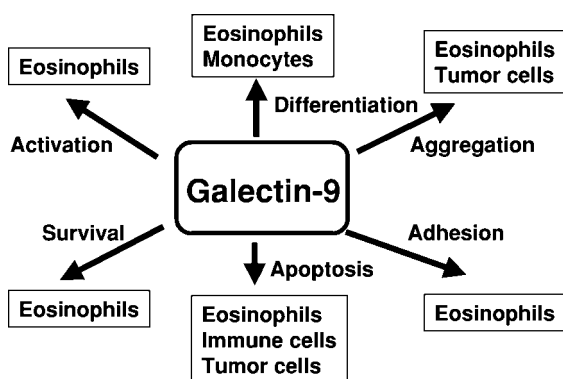 Eosinophils
Monocytes
Eosinophils
Eosinophils
Tumor cells
Differentiation
Activation
Aggregation
Galectin-9
Survival
Adhesion
Apoptosis
Eosinophils
Eosinophils
Immune cells
Tumor cells
Eosinophils